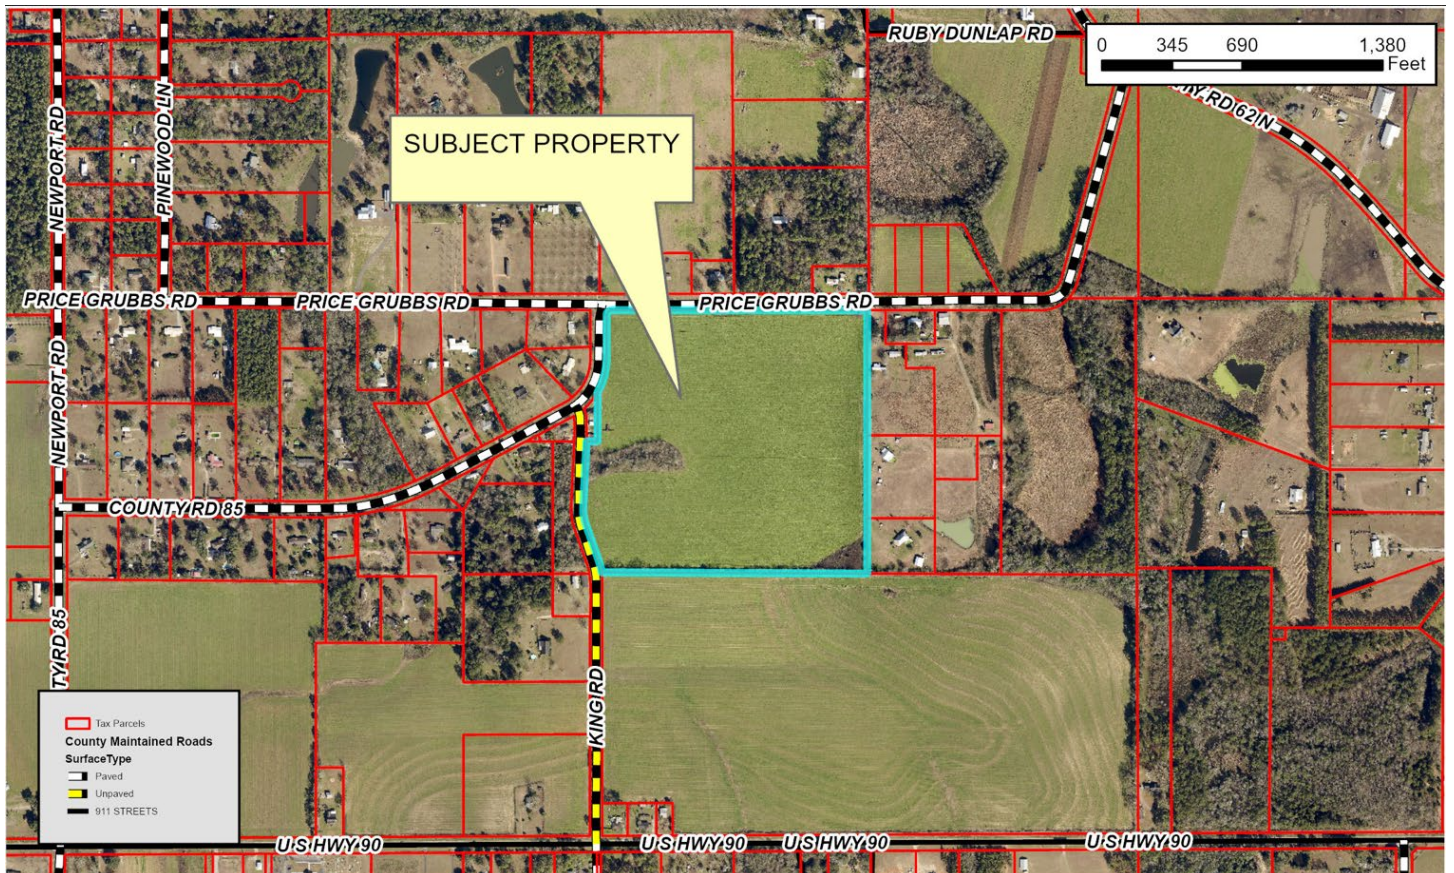 RUBY DUNLAP RD
0 345 690 1,380
Feet
RD 62 N
NEWPORT RD
PINEWOOD LN
SUBJECT PROPERTY
PRICE GRUBBS RD
PRICE GRUBBS RD
PRICE GRUBBS RD
NEWPORT RD
COUNTY RD 85
TY RD 85
KING RD
Tax Parcels
County Maintained Roads
SurfaceType
Paved
Unpaved
911 STREETS
U S HWY 90
U S HWY 90
U S HWY 90
U S HWY 90